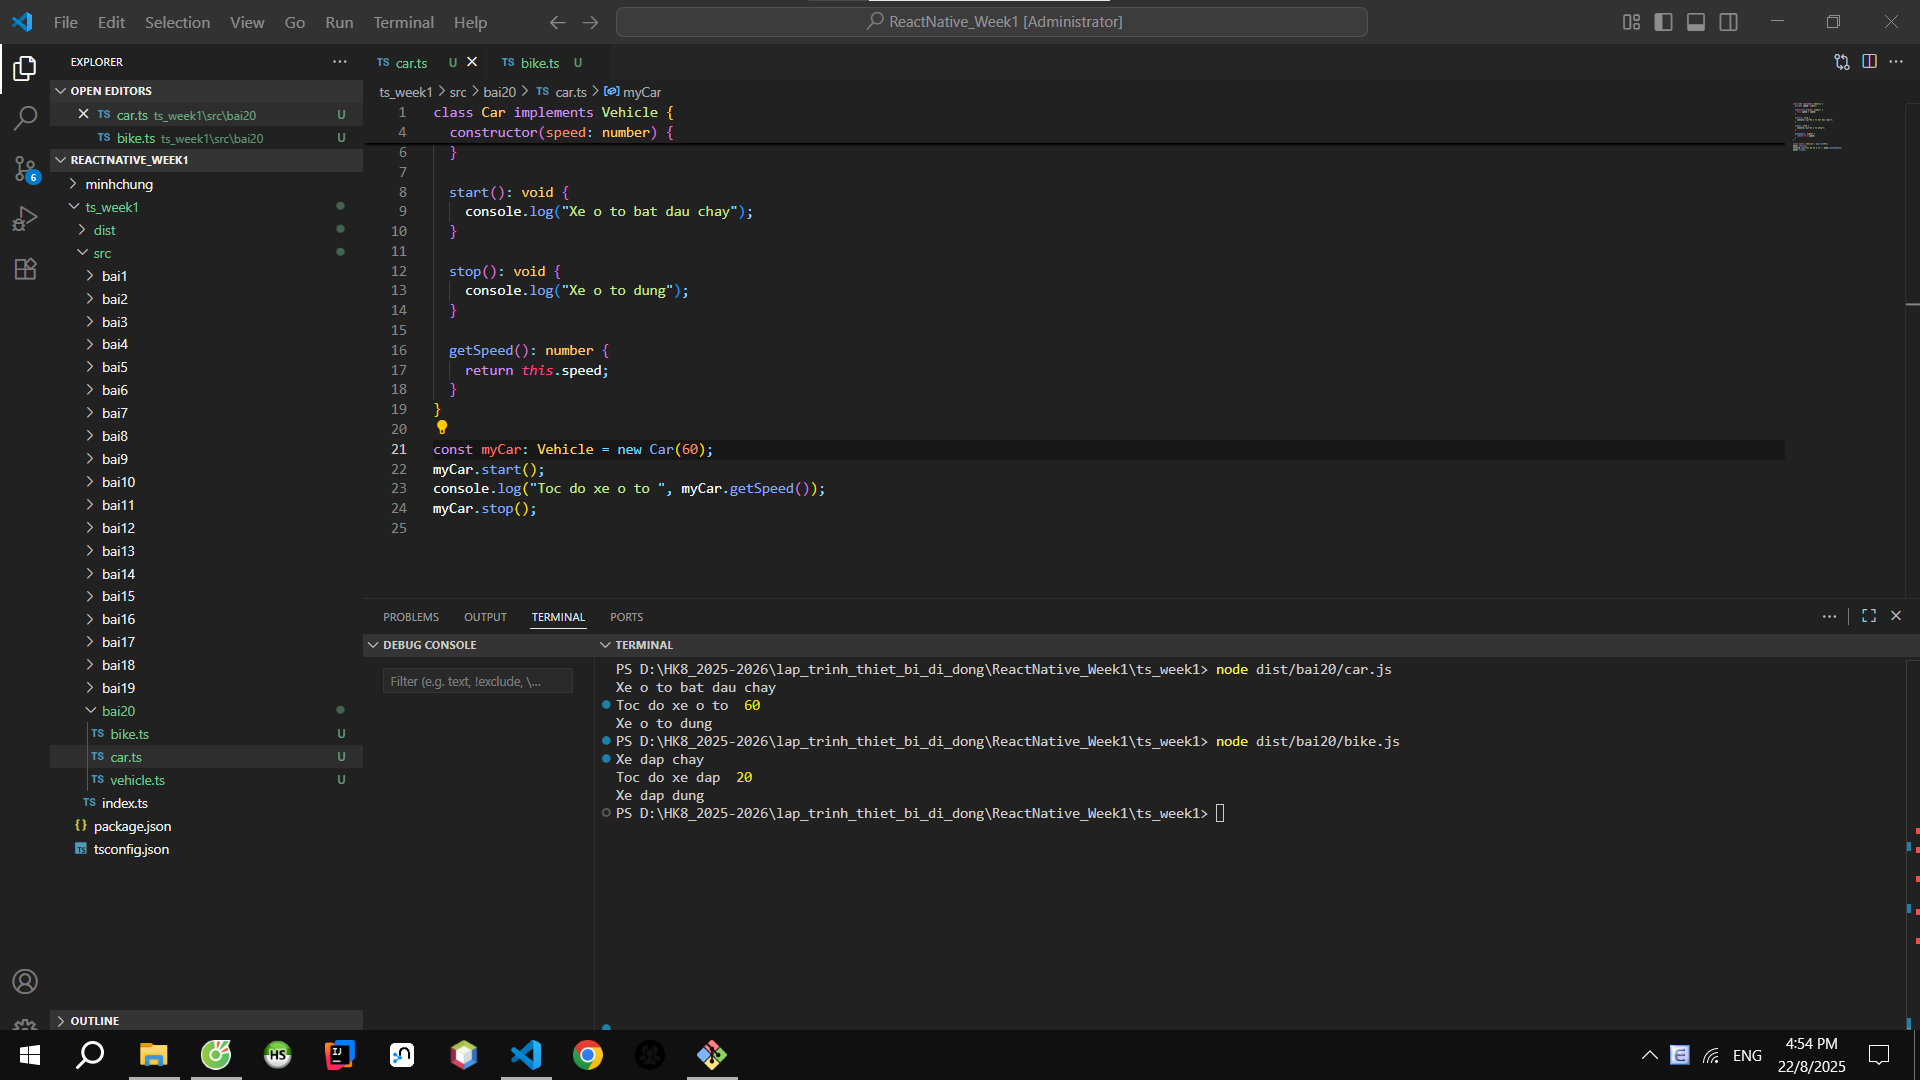 File Edit Selection View Go Run Terminal Help
ReactNative_Week1 [Administrator]
EXPLORER
OPEN EDITORS
TS car.ts ts_week1\src\bai20 U
TS bike.ts ts_week1\src\bai20 U
REACTNATIVE_WEEK1
minhchung
ts_week1
dist
src
bai1
bai2
bai3
bai4
bai5
bai6
bai7
bai8
bai9
bai10
bai11
bai12
bai13
bai14
bai15
bai16
bai17
bai18
bai19
bai20
TS bike.ts U
TS car.ts U
TS vehicle.ts U
TS index.ts
{} package.json
TS tsconfig.json
OUTLINE
6
TS car.ts U TS bike.ts U
ts_week1 > src > bai20 > TS car.ts > myCar
1 class Car implements Vehicle {
4 constructor(speed: number) {
6 }
7
8 start(): void {
9 console.log("Xe o to bat dau chay");
10 }
11
12 stop(): void {
13 console.log("Xe o to dung");
14 }
15
16 getSpeed(): number {
17 return this.speed;
18 }
19 }
20
21 const myCar: Vehicle = new Car(60);
22 myCar.start();
23 console.log("Toc do xe o to ", myCar.getSpeed());
24 myCar.stop();
25
PROBLEMS OUTPUT TERMINAL PORTS
DEBUG CONSOLE
Filter (e.g. text, !exclude, \...
TERMINAL
PS D:\HK8_2025-2026\lap_trinh_thiet_bi_di_dong\ReactNative_Week1\ts_week1> node dist/bai20/car.js
Xe o to bat dau chay
Toc do xe o to  60
Xe o to dung
PS D:\HK8_2025-2026\lap_trinh_thiet_bi_di_dong\ReactNative_Week1\ts_week1> node dist/bai20/bike.js
Xe dap chay
Toc do xe dap  20
Xe dap dung
PS D:\HK8_2025-2026\lap_trinh_thiet_bi_di_dong\ReactNative_Week1\ts_week1>
HS
IJ
E
ENG
4:54 PM
22/8/2025